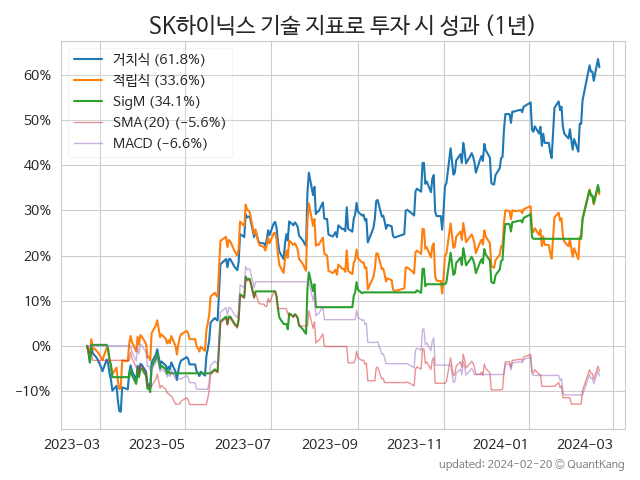 SK하이닉스 기술 지표로 투자 시 성과 (1년)
거치식 (61.8%)
적립식 (33.6%)
SigM (34.1%)
SMA(20) (−5.6%)
MACD (−6.6%)
60%
50%
40%
30%
20%
10%
0%
−10%
2023-03 2023-05 2023-07 2023-09 2023-11 2024-01 2024-03
updated: 2024-02-20 © QuantKang